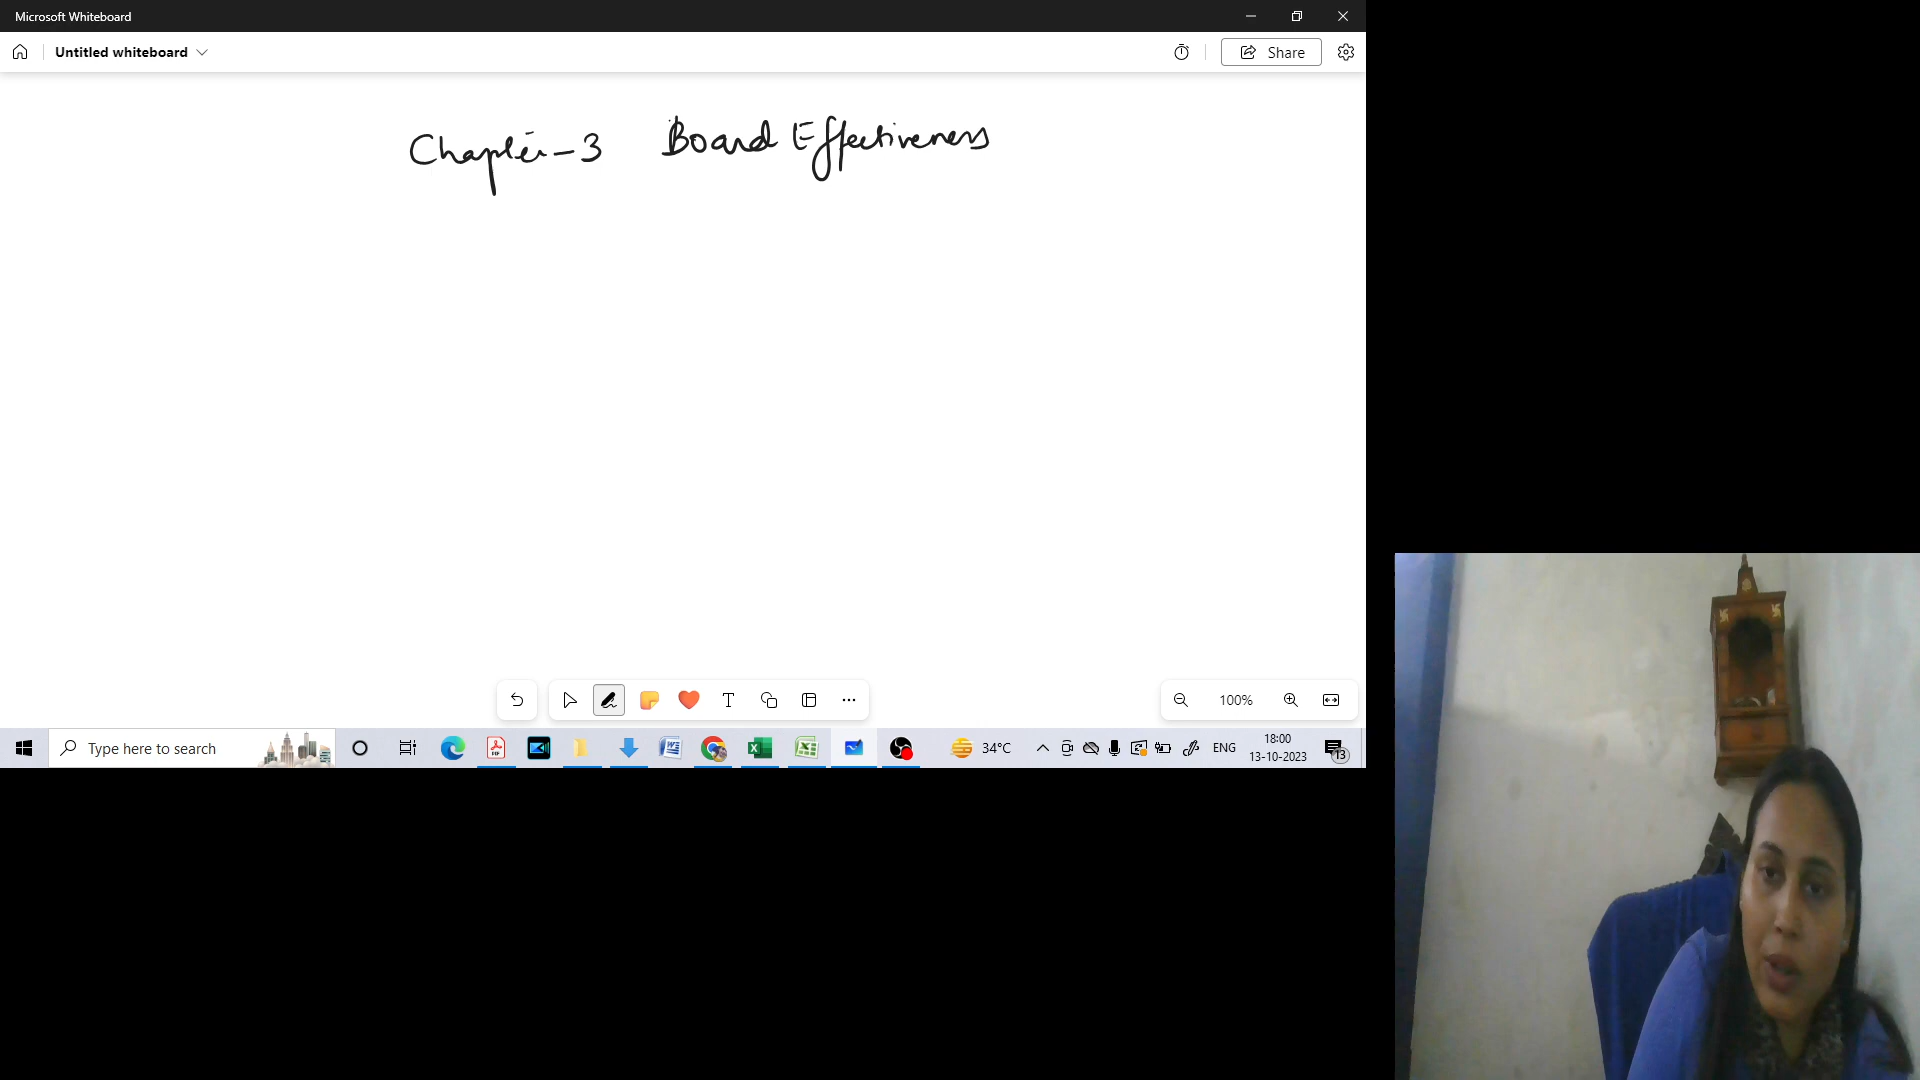 Microsoft Whiteboard
Untitled whiteboard
Share
Chapter-3 Board Effectiveness
100%
Type here to search
34°C
ENG
18:00
13-10-2023
13